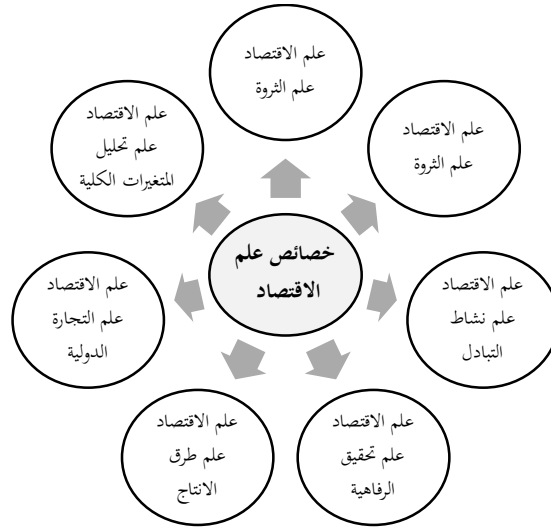 علم الاقتصاد
علم الثروة
علم الاقتصاد
علم الثروة
علم الاقتصاد
علم نشاط
التبادل
علم الاقتصاد
علم تحقيق
الرفاهية
علم الاقتصاد
علم طرق
الانتاج
علم الاقتصاد
علم التجارة
الدولية
علم الاقتصاد
علم تحليل
المتغيرات الكلية
خصائص علم
الاقتصاد